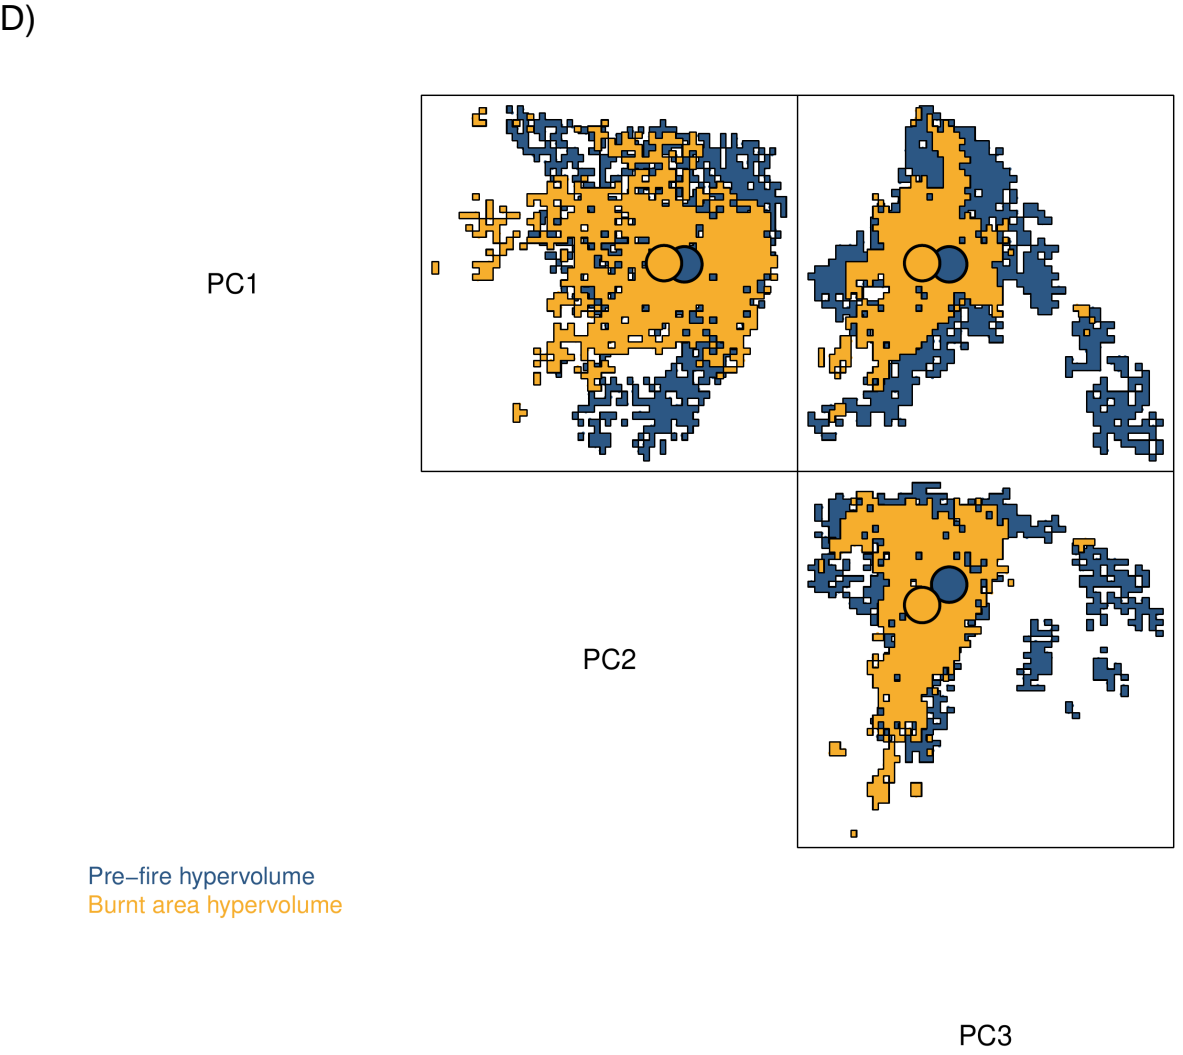 D)
PC1
PC2
Pre−fire hypervolume
Burnt area hypervolume
PC3